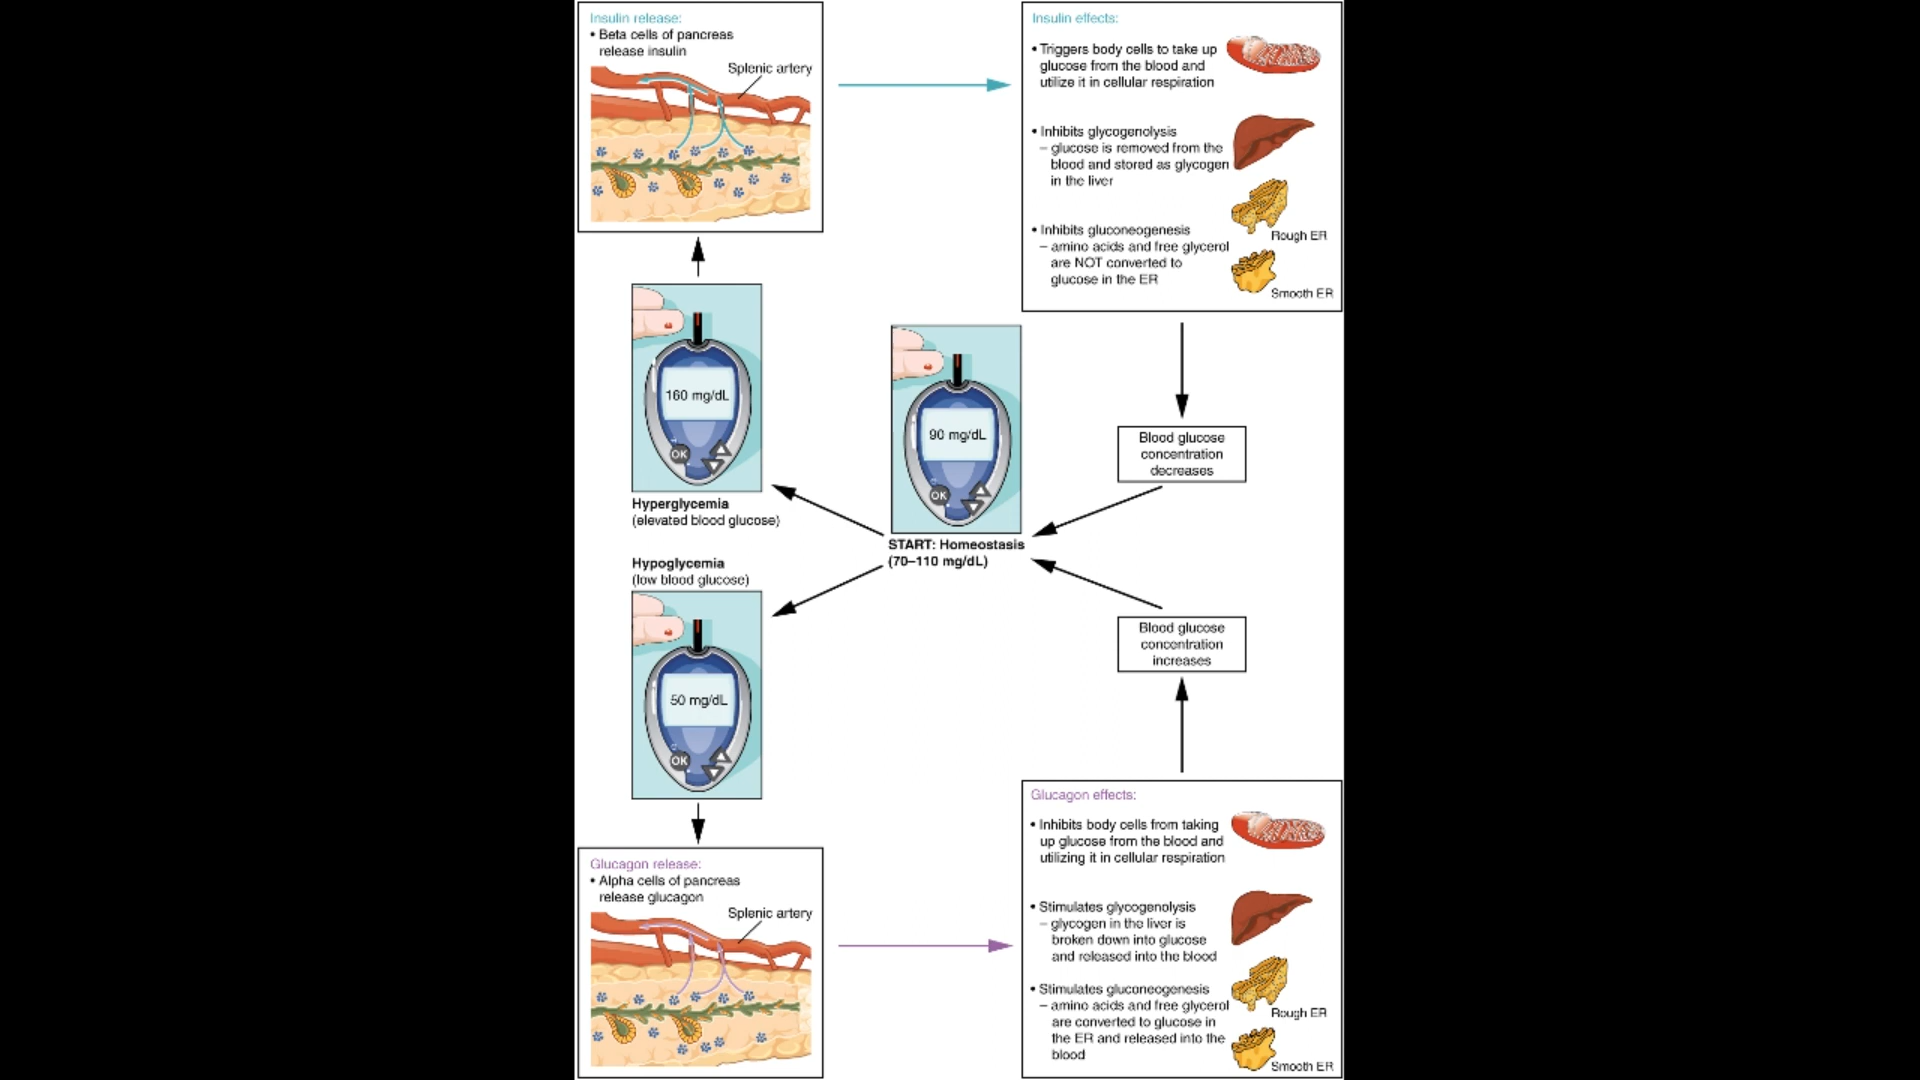 Insulin release:
• Beta cells of pancreas
release insulin
Splenic artery
Insulin effects:
• Triggers body cells to take up
glucose from the blood and
utilize it in cellular respiration
• Inhibits glycogenolysis
– glucose is removed from the
blood and stored as glycogen
in the liver
• Inhibits gluconeogenesis
– amino acids and free glycerol
are NOT converted to
glucose in the ER
Rough ER
Smooth ER
160 mg/dL
OK
Hyperglycemia
(elevated blood glucose)
90 mg/dL
OK
START: Homeostasis
(70–110 mg/dL)
Blood glucose
concentration
decreases
Hypoglycemia
(low blood glucose)
50 mg/dL
OK
Blood glucose
concentration
increases
Glucagon release:
• Alpha cells of pancreas
release glucagon
Splenic artery
Glucagon effects:
• Inhibits body cells from taking
up glucose from the blood and
utilizing it in cellular respiration
• Stimulates glycogenolysis
– glycogen in the liver is
broken down into glucose
and released into the blood
• Stimulates gluconeogenesis
– amino acids and free glycerol
are converted to glucose in
the ER and released into the
blood
Rough ER
Smooth ER